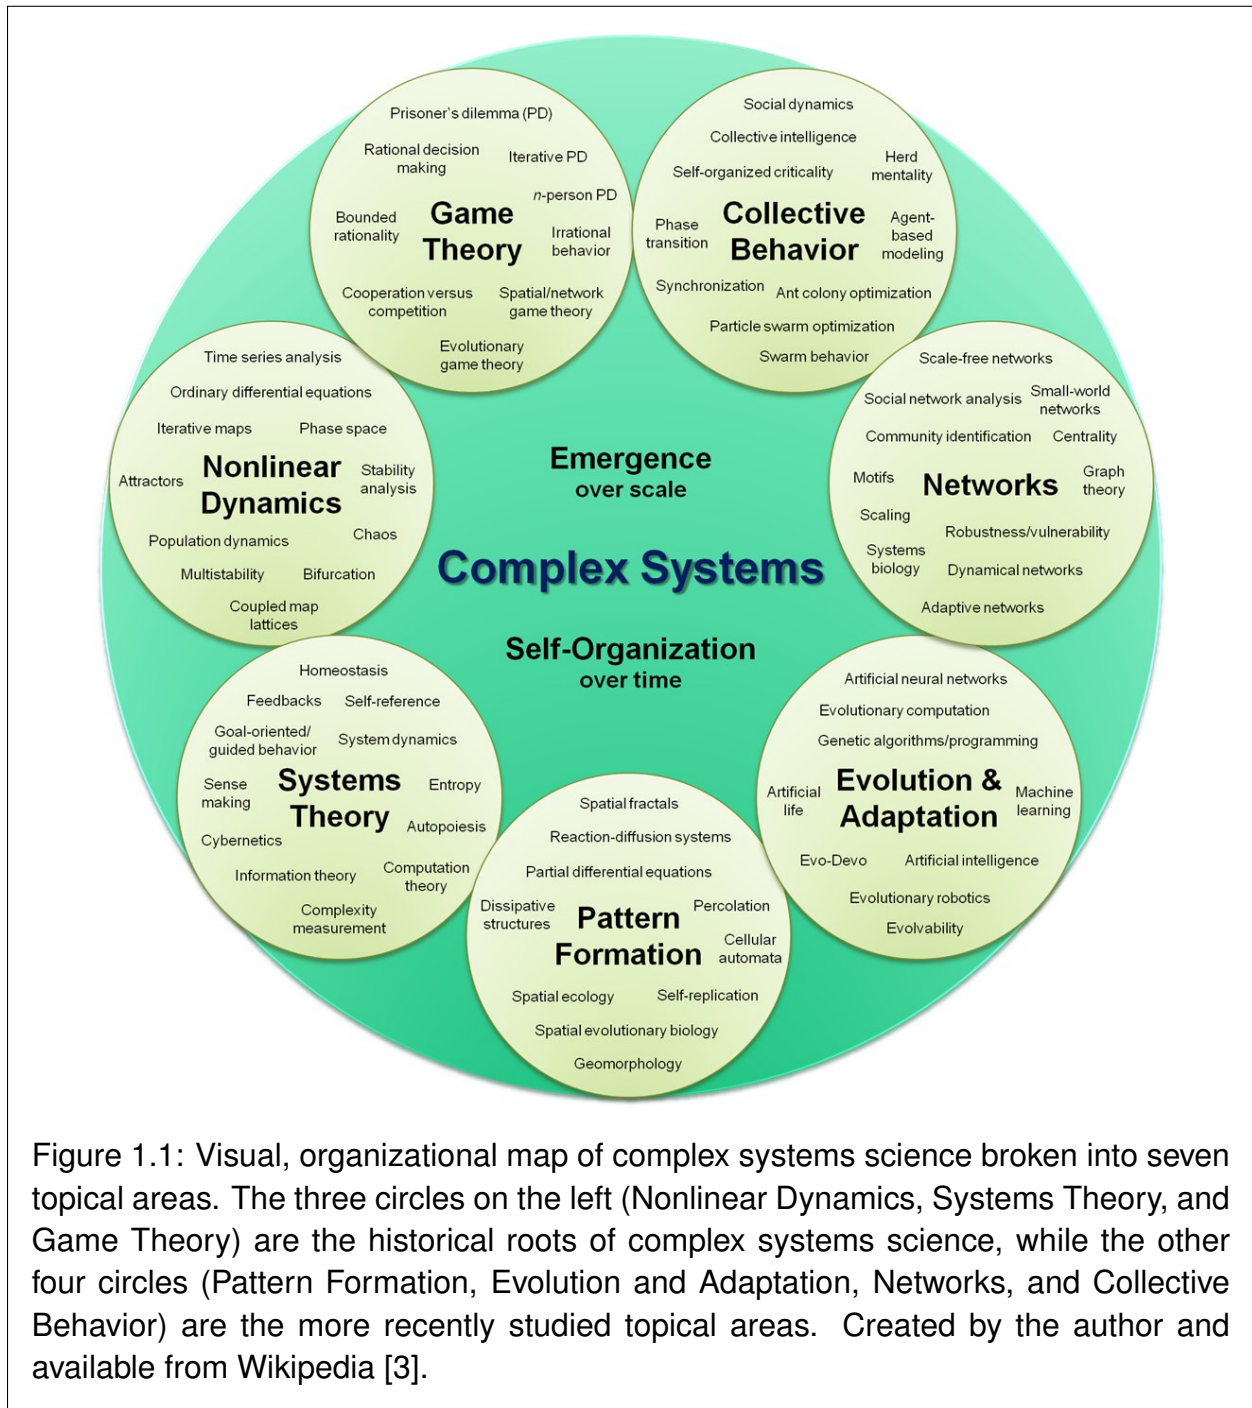 Prisoner's dilemma (PD)
Rational decision
making
Iterative PD
n-person PD
Bounded
rationality
Game
Theory
Irrational
behavior
Cooperation versus
competition
Spatial/network
game theory
Evolutionary
game theory
Social dynamics
Collective intelligence
Self-organized criticality
Herd
mentality
Phase
transition
Collective
Behavior
Agent-
based
modeling
Synchronization
Ant colony optimization
Particle swarm optimization
Swarm behavior
Time series analysis
Ordinary differential equations
Iterative maps
Phase space
Attractors
Nonlinear
Dynamics
Stability
analysis
Population dynamics
Chaos
Multistability
Bifurcation
Coupled map
lattices
Emergence
over scale
Complex Systems
Self-Organization
over time
Scale-free networks
Social network analysis
Small-world
networks
Community identification
Centrality
Motifs
Networks
Graph
theory
Scaling
Robustness/vulnerability
Systems
biology
Dynamical networks
Adaptive networks
Homeostasis
Feedbacks
Self-reference
Goal-oriented/
guided behavior
System dynamics
Sense
making
Systems
Theory
Entropy
Cybernetics
Autopoiesis
Information theory
Computation
theory
Complexity
measurement
Spatial fractals
Reaction-diffusion systems
Partial differential equations
Dissipative
structures
Pattern
Formation
Percolation
Cellular
automata
Spatial ecology
Self-replication
Spatial evolutionary biology
Geomorphology
Artificial neural networks
Evolutionary computation
Genetic algorithms/programming
Artificial
life
Evolution &
Adaptation
Machine
learning
Evo-Devo
Artificial intelligence
Evolutionary robotics
Evolvability
Figure 1.1: Visual, organizational map of complex systems science broken into seven
topical areas. The three circles on the left (Nonlinear Dynamics, Systems Theory, and
Game Theory) are the historical roots of complex systems science, while the other
four circles (Pattern Formation, Evolution and Adaptation, Networks, and Collective
Behavior) are the more recently studied topical areas. Created by the author and
available from Wikipedia [3].